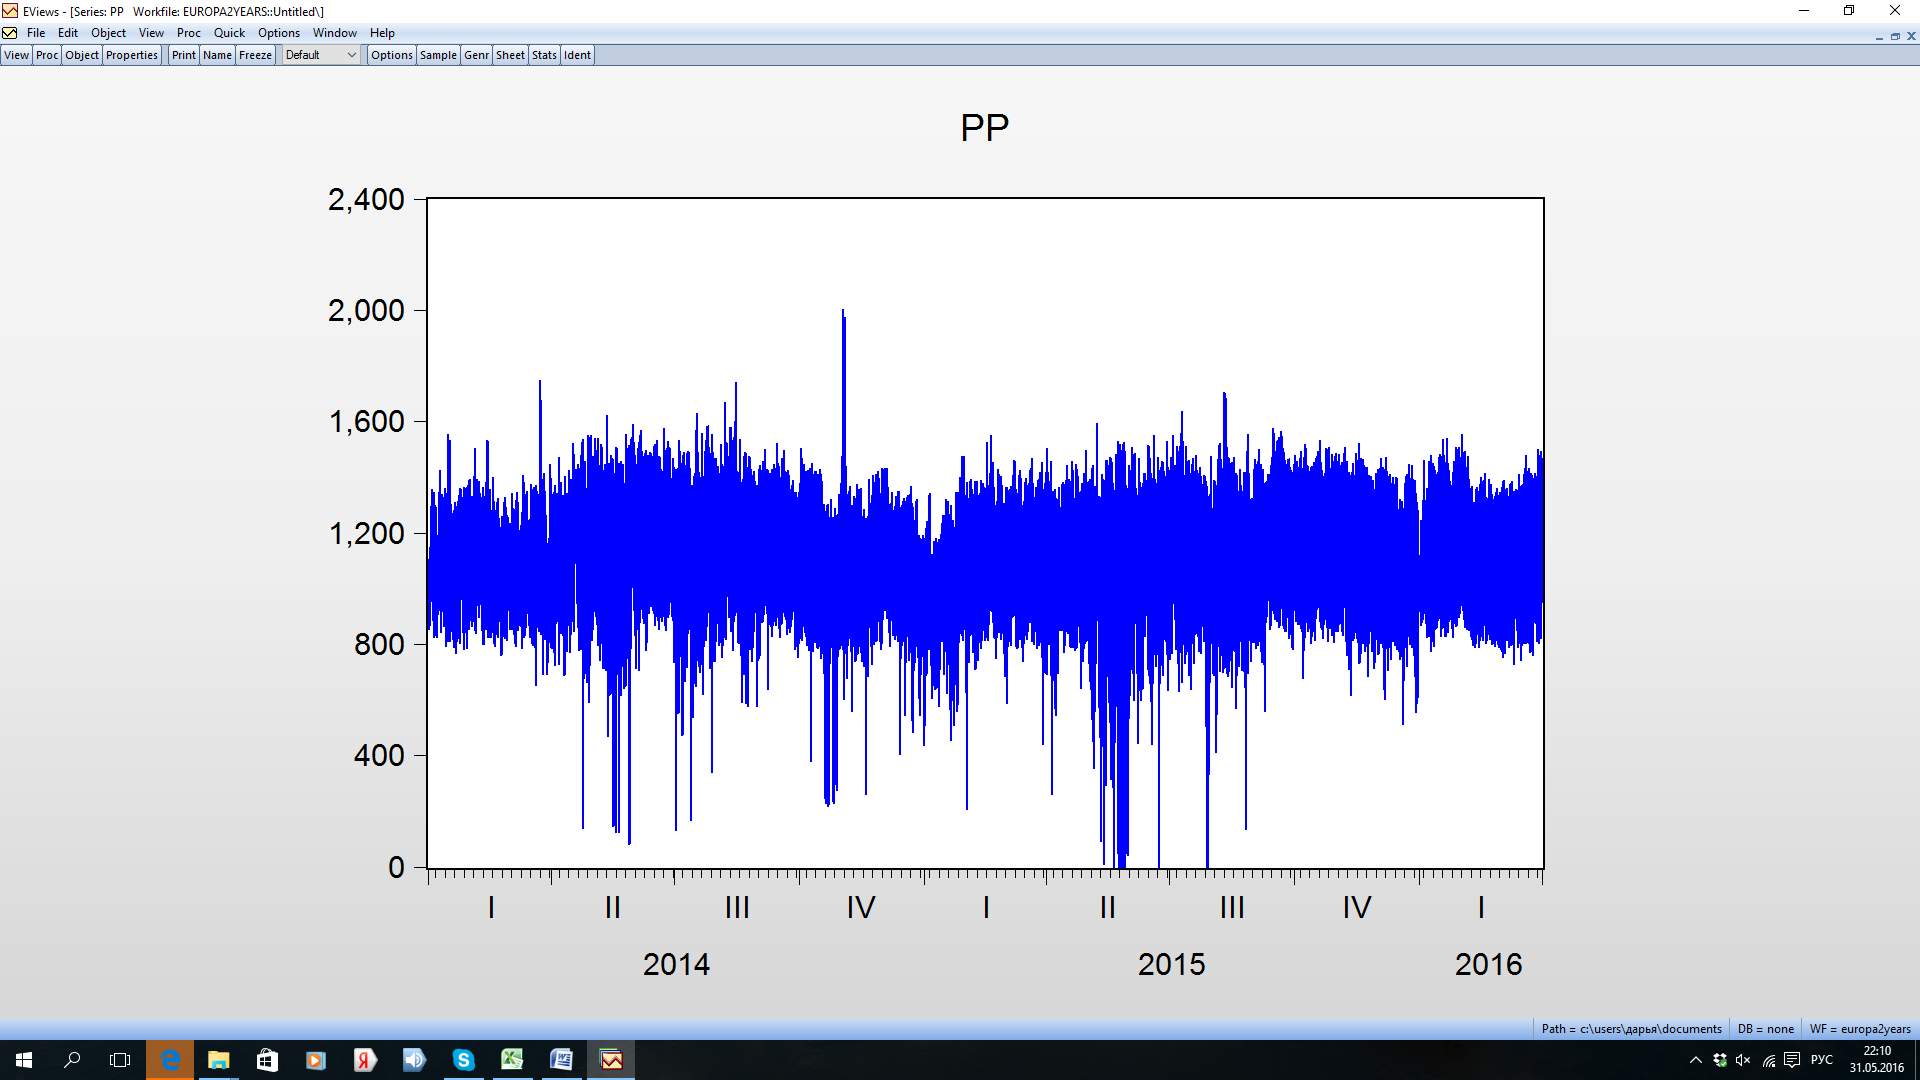 EViews - [Series: PP   Workfile: EUROPA2YEARS::Untitled\]
File Edit Object View Proc Quick Options Window Help
View Proc Object Properties Print Name Freeze Default Options Sample Genr Sheet Stats Ident
PP
2,400
2,000
1,600
1,200
800
400
0
I II III IV I II III IV I
2014 2015 2016
Path = c:\users\дарья\documents DB = none WF = europa2years
22:10
РУС
31.05.2016